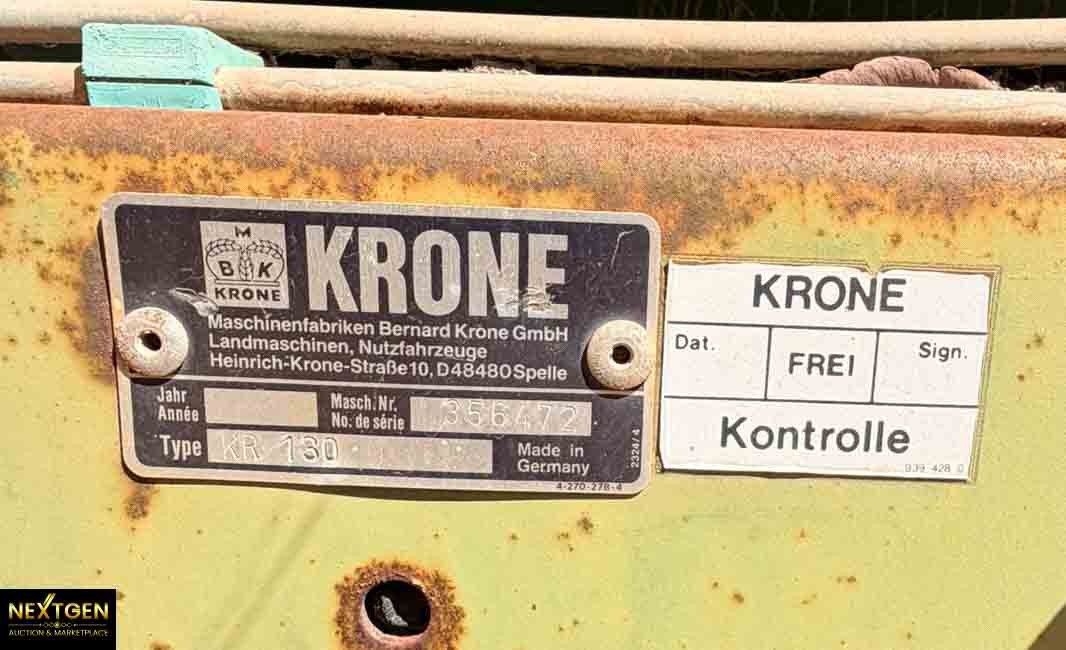 M
B K
KRONE
KRONE
Maschinenfabriken Bernard Krone GmbH
Landmaschinen, Nutzfahrzeuge
Heinrich-Krone-Straße 10, D48480 Spelle
Jahr
Année
Masch. Nr.
No. de série
356472
Type
KR 130
Made in
Germany
2324/4
4-270-278-4
KRONE
Dat.
FREI
Sign.
Kontrolle
939 428 0
NEXTGEN
AUCTION & MARKETPLACE